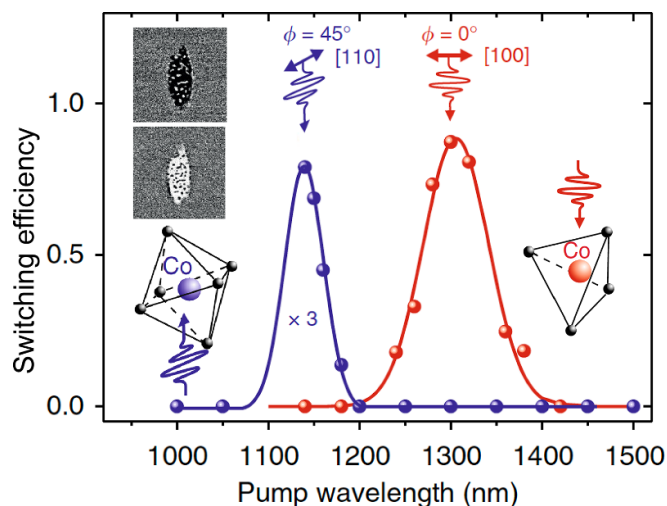 ϕ = 45°
[110]
ϕ = 0°
[100]
1.0
0.5
0.0
Switching efficiency
Co
× 3
Co
1000 1100 1200 1300 1400 1500
Pump wavelength (nm)